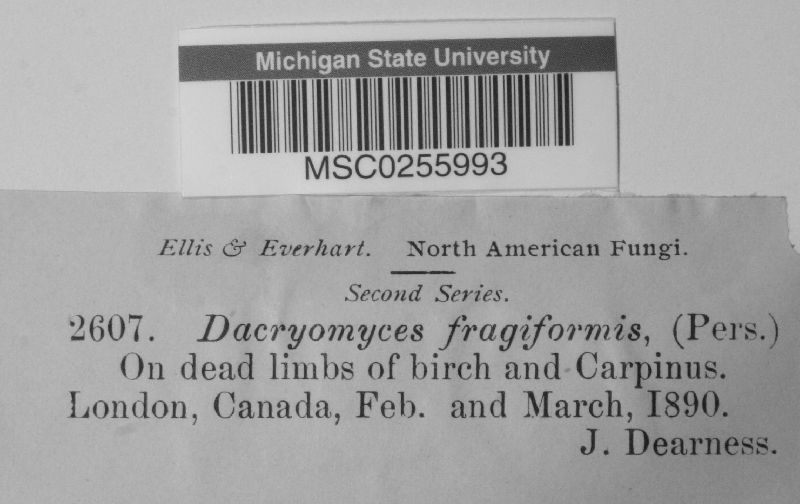 Michigan State University
MSC0255993
Ellis & Everhart. North American Fungi.
Second Series.
2607. Dacryomyces fragiformis, (Pers.)
On dead limbs of birch and Carpinus.
London, Canada, Feb. and March, 1890.
J. Dearness.